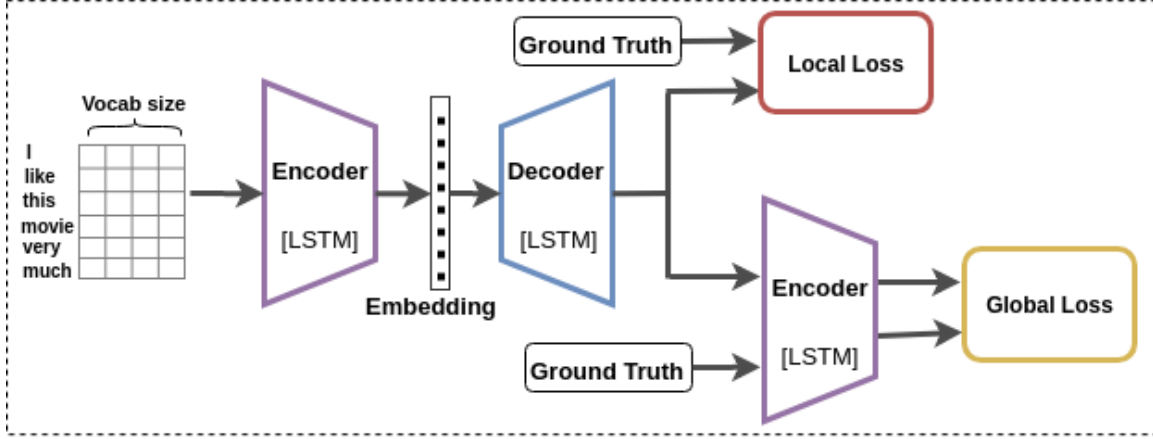 Ground Truth
Local Loss
Vocab size
I
like
this
movie
very
much
Encoder
[LSTM]
Embedding
Decoder
[LSTM]
Encoder
[LSTM]
Ground Truth
Global Loss